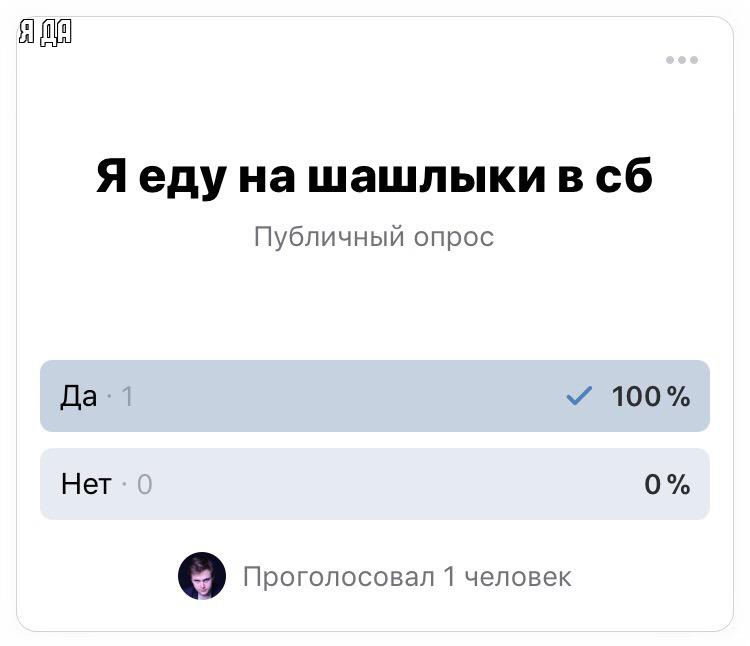 Я ДА
Я еду на шашлыки в сб
Публичный опрос
Да · 1 100 %
Нет · 0 0 %
Проголосовал 1 человек